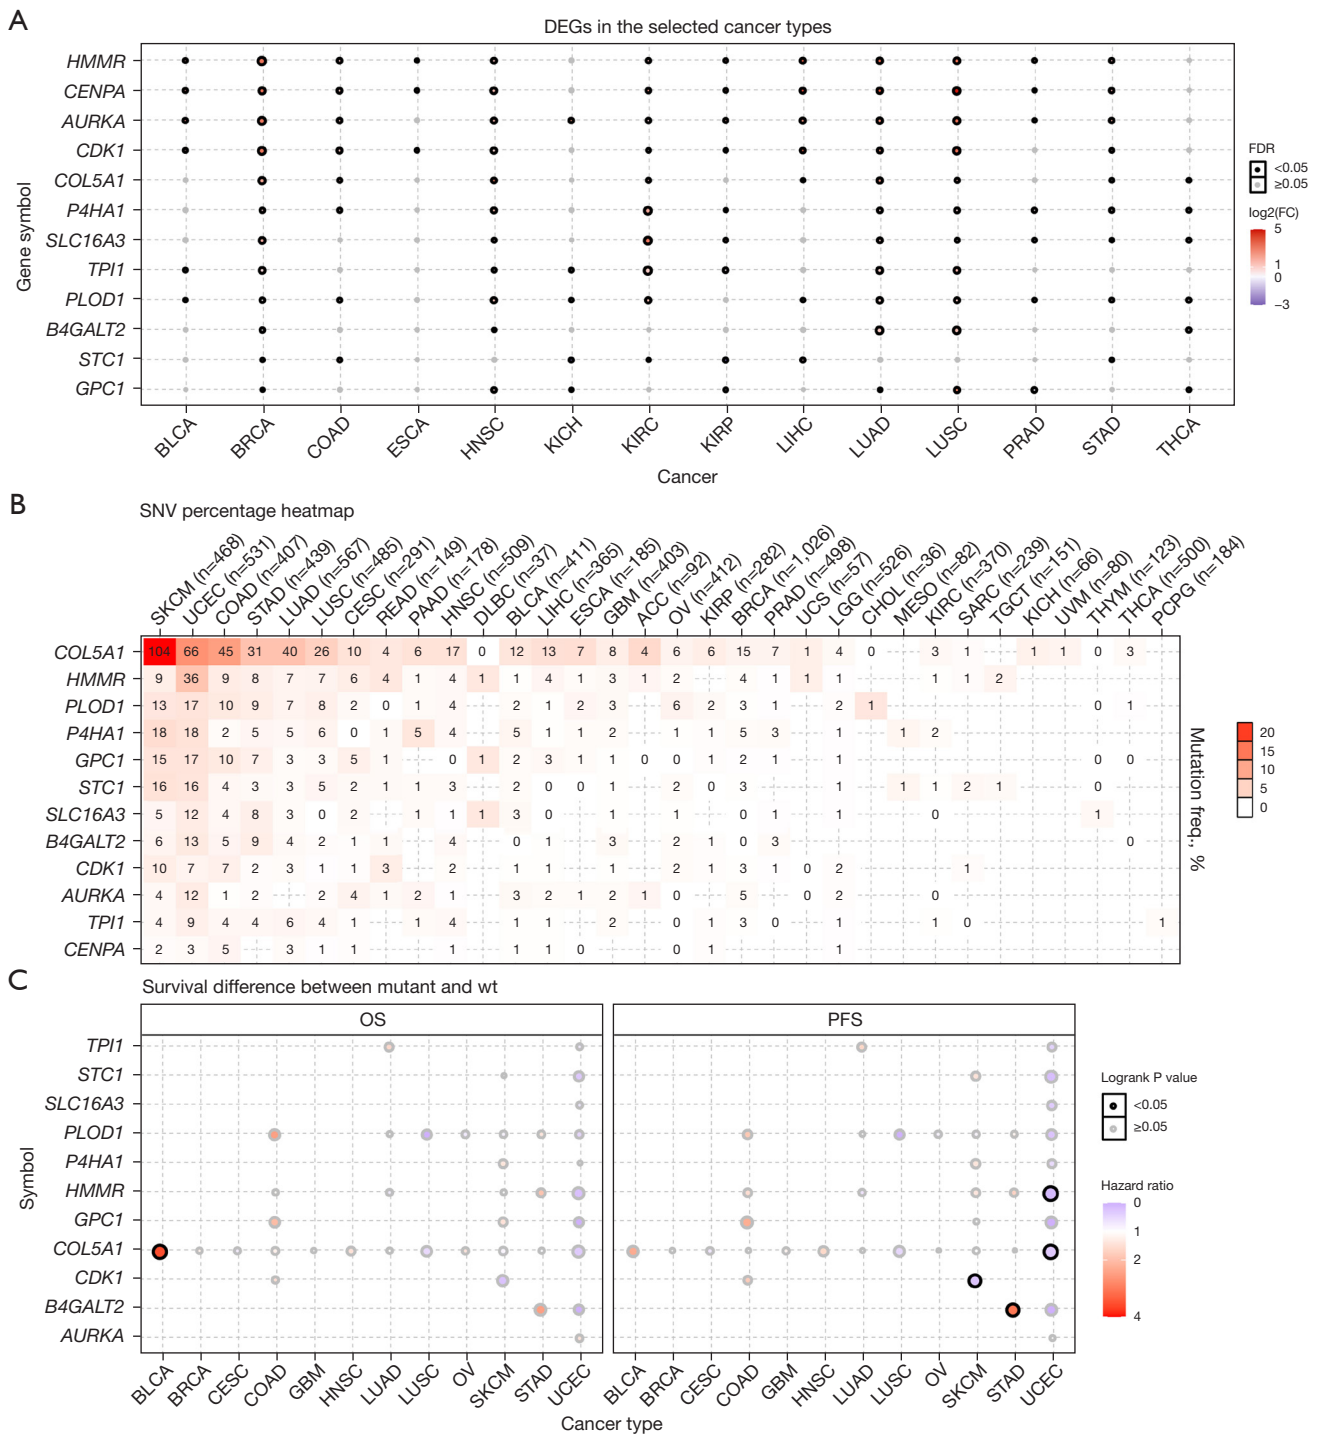 A
DEGs in the selected cancer types
Gene symbol
HMMR
CENPA
AURKA
CDK1
COL5A1
P4HA1
SLC16A3
TPI1
PLOD1
B4GALT2
STC1
GPC1
BLCA BRCA COAD ESCA HNSC KICH KIRC KIRP LIHC LUAD LUSC PRAD STAD THCA
Cancer
FDR
<0.05
≥0.05
log2(FC)
5
1
0
−3
B
SNV percentage heatmap
SKCM (n=468) UCEC (n=531) COAD (n=407) STAD (n=439) LUAD (n=567) LUSC (n=485) CESC (n=291) READ (n=149) PAAD (n=178) HNSC (n=509) DLBC (n=37) BLCA (n=411) LIHC (n=365) ESCA (n=185) GBM (n=403) ACC (n=92) OV (n=412) KIRP (n=282) BRCA (n=1,026) PRAD (n=498) UCS (n=57) LGG (n=526) CHOL (n=36) MESO (n=82) KIRC (n=370) SARC (n=239) TGCT (n=151) KICH (n=66) UVM (n=80) THYM (n=123) THCA (n=500) PCPG (n=184)
COL5A1 104 66 45 31 40 26 10 4 6 17 0 12 13 7 8 4 6 6 15 7 1 4 0 3 1 1 1 0 3
HMMR 9 36 9 8 7 7 6 4 1 4 1 1 4 1 3 1 2 4 1 1 1 1 1 2
PLOD1 13 17 10 9 7 8 2 0 1 4 2 1 2 3 6 2 3 1 2 1 0 1
P4HA1 18 18 2 5 5 6 0 1 5 4 5 1 1 2 1 1 5 3 1 1 2
GPC1 15 17 10 7 3 3 5 1 0 1 2 3 1 1 0 0 1 2 1 1 0 0
STC1 16 16 4 3 3 5 2 1 1 3 2 0 0 1 2 0 3 1 1 1 2 1 0
SLC16A3 5 12 4 8 3 0 2 1 1 1 3 0 1 1 0 1 1 0 1
B4GALT2 6 13 5 9 4 2 1 1 4 0 1 3 2 1 0 3 0
CDK1 10 7 7 2 3 1 1 3 2 1 1 1 2 1 3 1 0 2 1
AURKA 4 12 1 2 2 4 1 2 1 3 2 1 2 1 0 5 0 2 0
TPI1 4 9 4 4 6 4 1 1 4 1 1 2 0 1 3 0 1 1 0 1
CENPA 2 3 5 3 1 1 1 1 1 0 0 1 1
Mutation freq., %
20
15
10
5
0
C
Survival difference between mutant and wt
OS PFS
Symbol
TPI1
STC1
SLC16A3
PLOD1
P4HA1
HMMR
GPC1
COL5A1
CDK1
B4GALT2
AURKA
BLCA BRCA CESC COAD GBM HNSC LUAD LUSC OV SKCM STAD UCEC BLCA BRCA CESC COAD GBM HNSC LUAD LUSC OV SKCM STAD UCEC
Cancer type
Logrank P value
<0.05
≥0.05
Hazard ratio
0
1
2
4